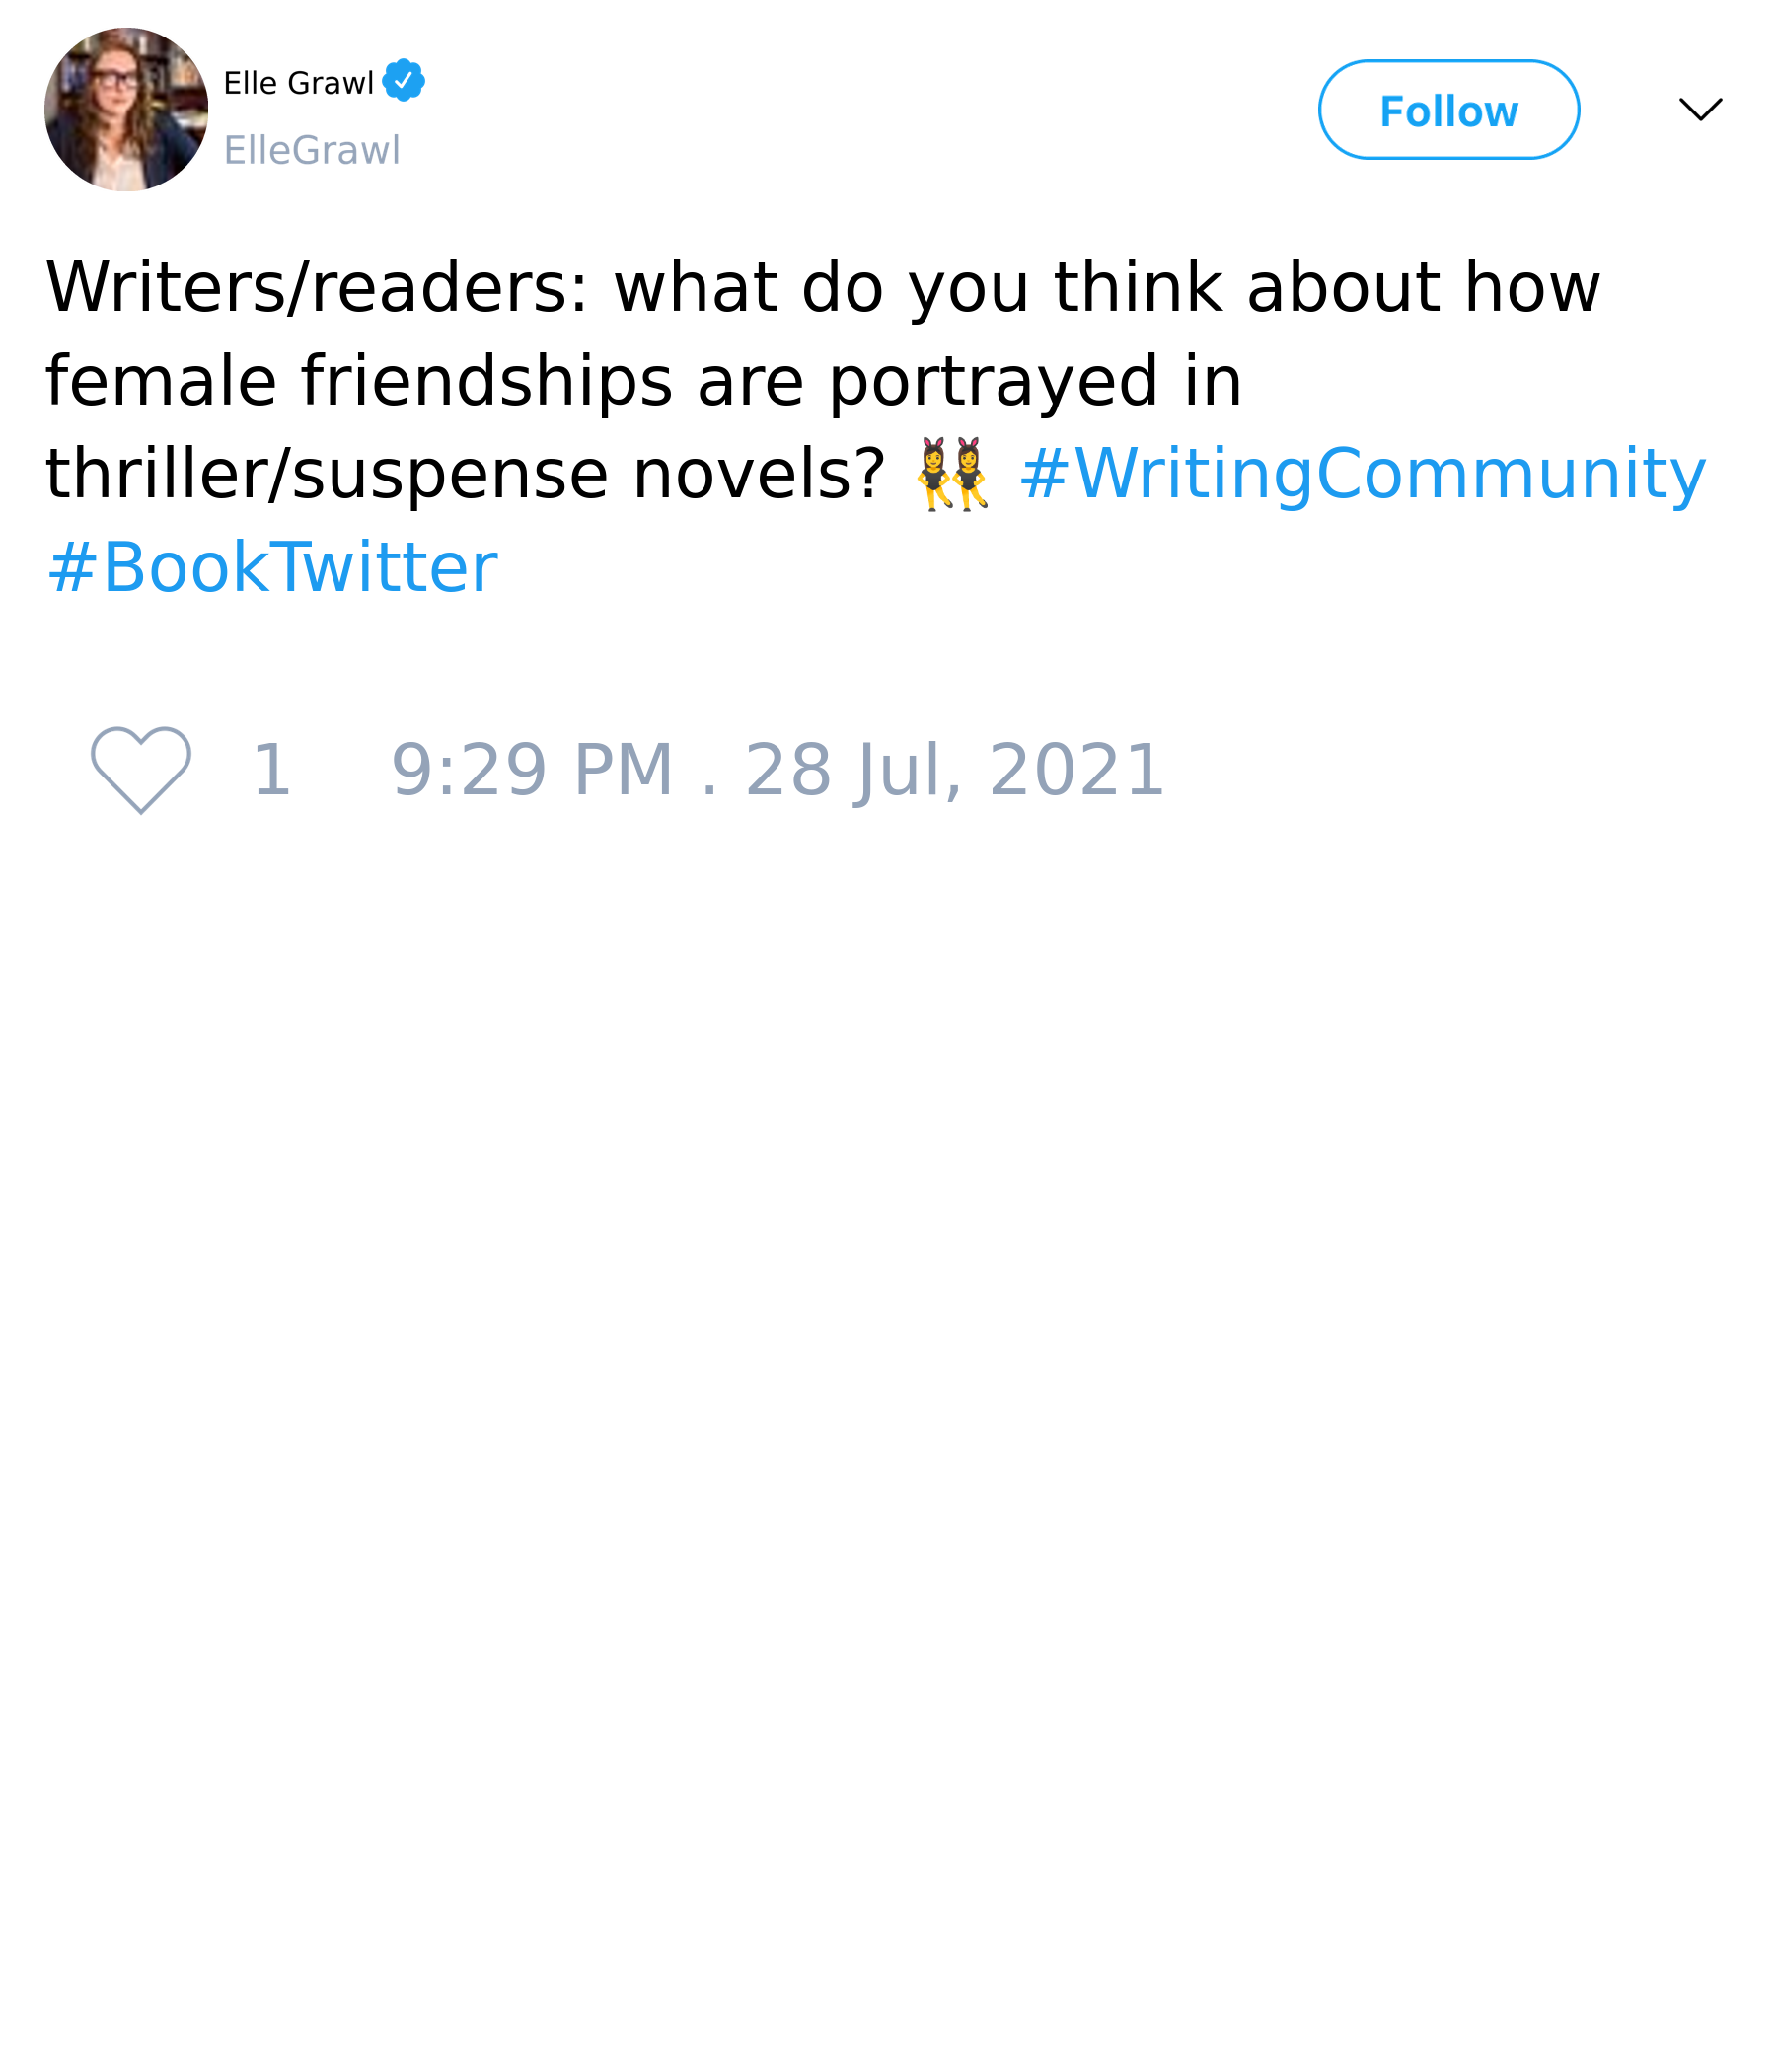 Elle Grawl
ElleGrawl
Follow
Writers/readers: what do you think about how
female friendships are portrayed in
thriller/suspense novels? 👯 #WritingCommunity
#BookTwitter
1 9:29 PM . 28 Jul, 2021